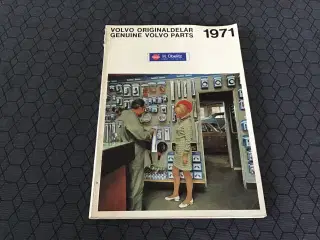 VOLVO ORIGINALDELAR
GENUINE VOLVO PARTS 1971